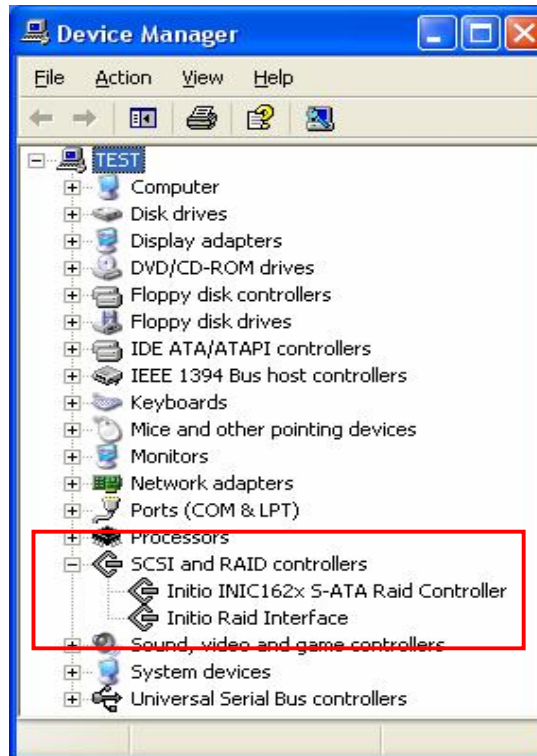 Device Manager
File Action View Help
TEST
Computer
Disk drives
Display adapters
DVD/CD-ROM drives
Floppy disk controllers
Floppy disk drives
IDE ATA/ATAPI controllers
IEEE 1394 Bus host controllers
Keyboards
Mice and other pointing devices
Monitors
Network adapters
Ports (COM & LPT)
Processors
SCSI and RAID controllers
Initio INIC162x S-ATA Raid Controller
Initio Raid Interface
Sound, video and game controllers
System devices
Universal Serial Bus controllers